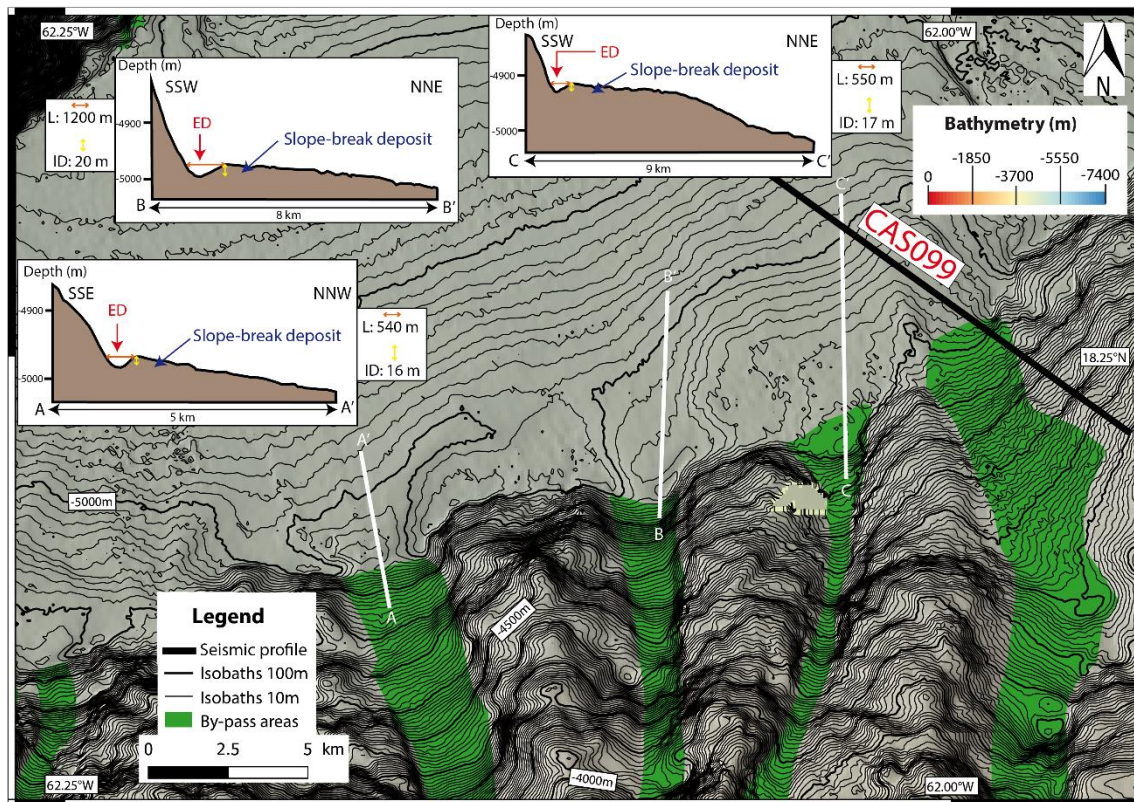 62.25°W
62.00°W
N
Depth (m)
SSW
ED
NNE
Slope-break deposit
-4900
-5000
C
C'
9 km
L: 550 m
ID: 17 m
Depth (m)
SSW
ED
NNE
Slope-break deposit
-4900
-5000
B
B'
8 km
L: 1200 m
ID: 20 m
Bathymetry (m)
-1850
-5550
0
-3700
-7400
CAS099
C'
B'
Depth (m)
SSE
ED
NNW
Slope-break deposit
-4900
-5000
A
A'
5 km
L: 540 m
ID: 16 m
18.25°N
A'
-5000m
C
B
A
-4500m
Legend
Seismic profile
Isobaths 100m
Isobaths 10m
By-pass areas
0
2.5
5 km
62.25°W
-4000m
62.00°W